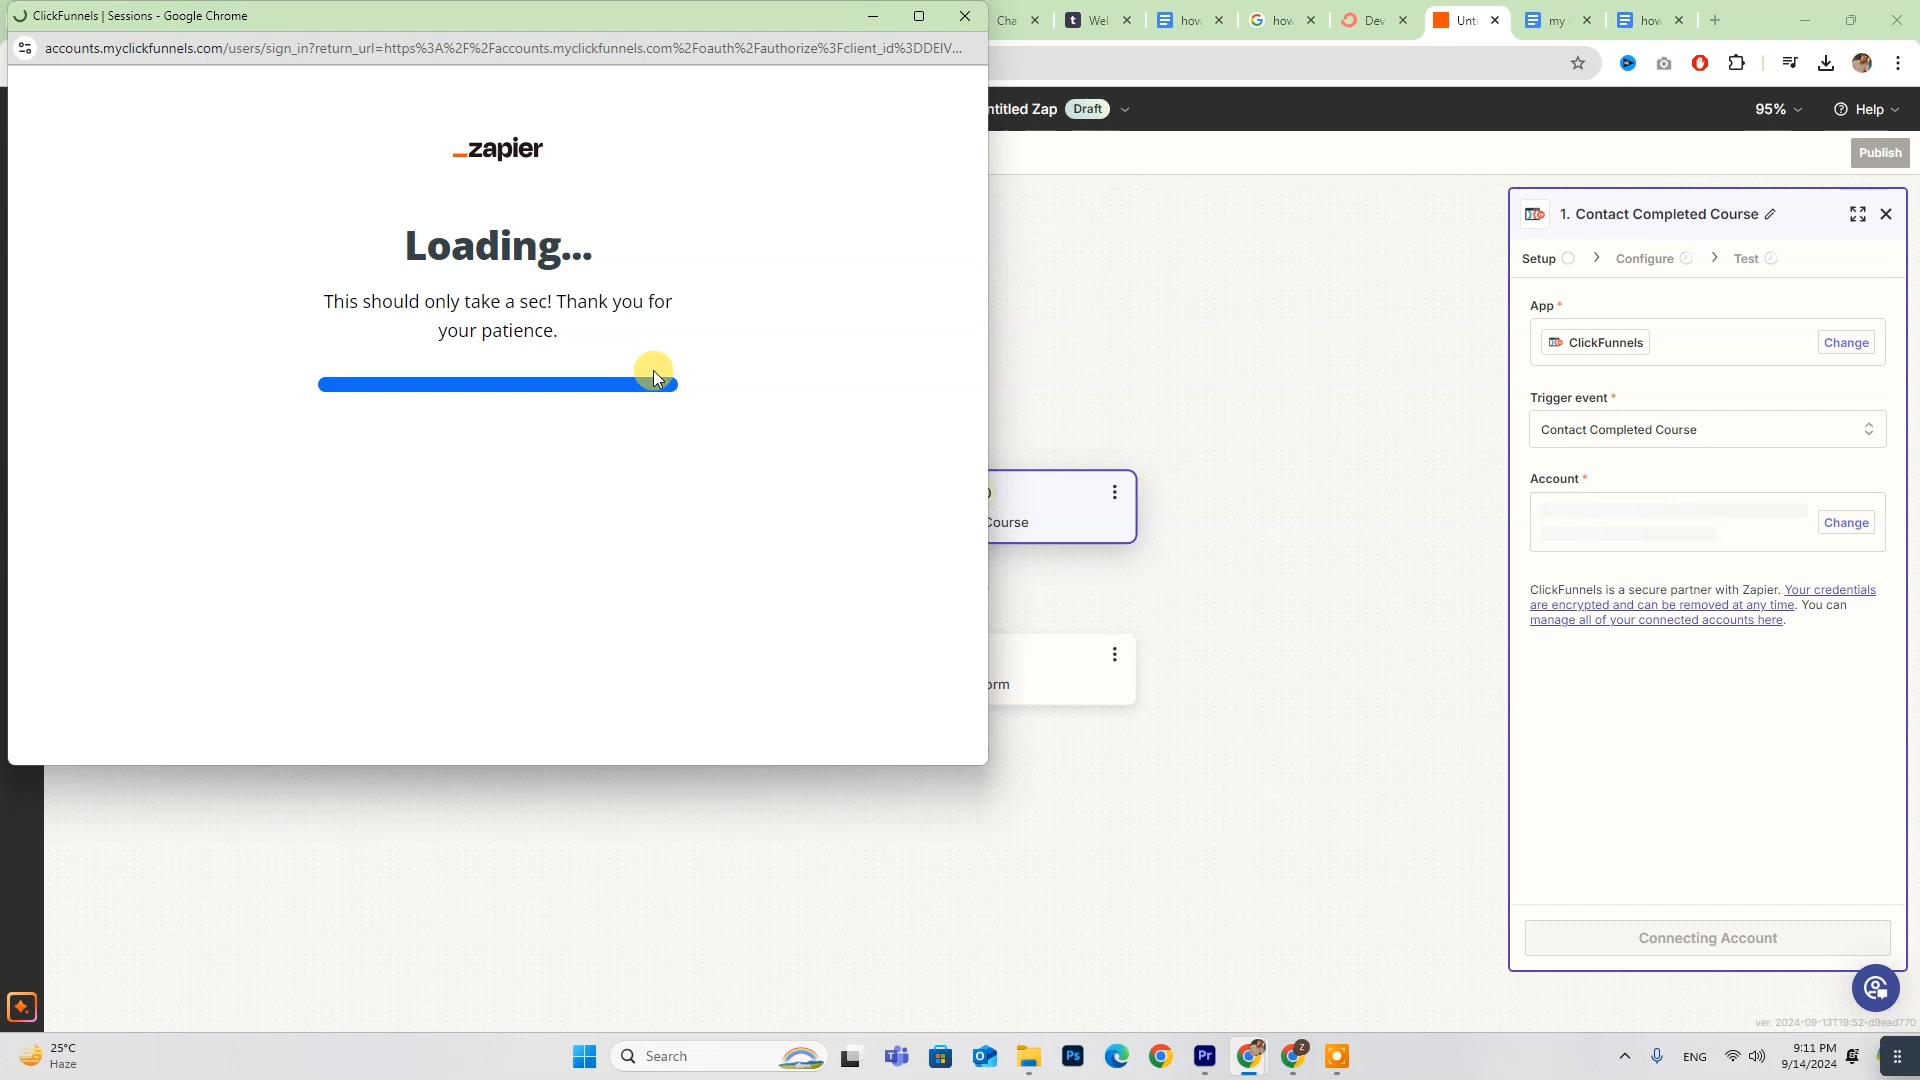 ClickFunnels | Sessions - Google Chrome
accounts.myclickfunnels.com/users/sign_in?return_url=https%3A%2F%2Faccounts.myclickfunnels.com%2Foauth%2Fauthorize%3Fclient_id%3DDEIV...
Cha
Wel
how
how
Dev
Unti
my
how
ntitled Zap
Draft
95%
Help
Publish
_zapier
Loading...
This should only take a sec! Thank you for
your patience.
Course
orm
1. Contact Completed Course
Setup
Configure
Test
App *
ClickFunnels
Change
Trigger event *
Contact Completed Course
Account *
Change
ClickFunnels is a secure partner with Zapier. Your credentials
are encrypted and can be removed at any time. You can
manage all of your connected accounts here.
Connecting Account
ver. 2024-09-13T19:52-d9ead770
25°C
Haze
Search
Ps
Pr
Z
ENG
9:11 PM
9/14/2024